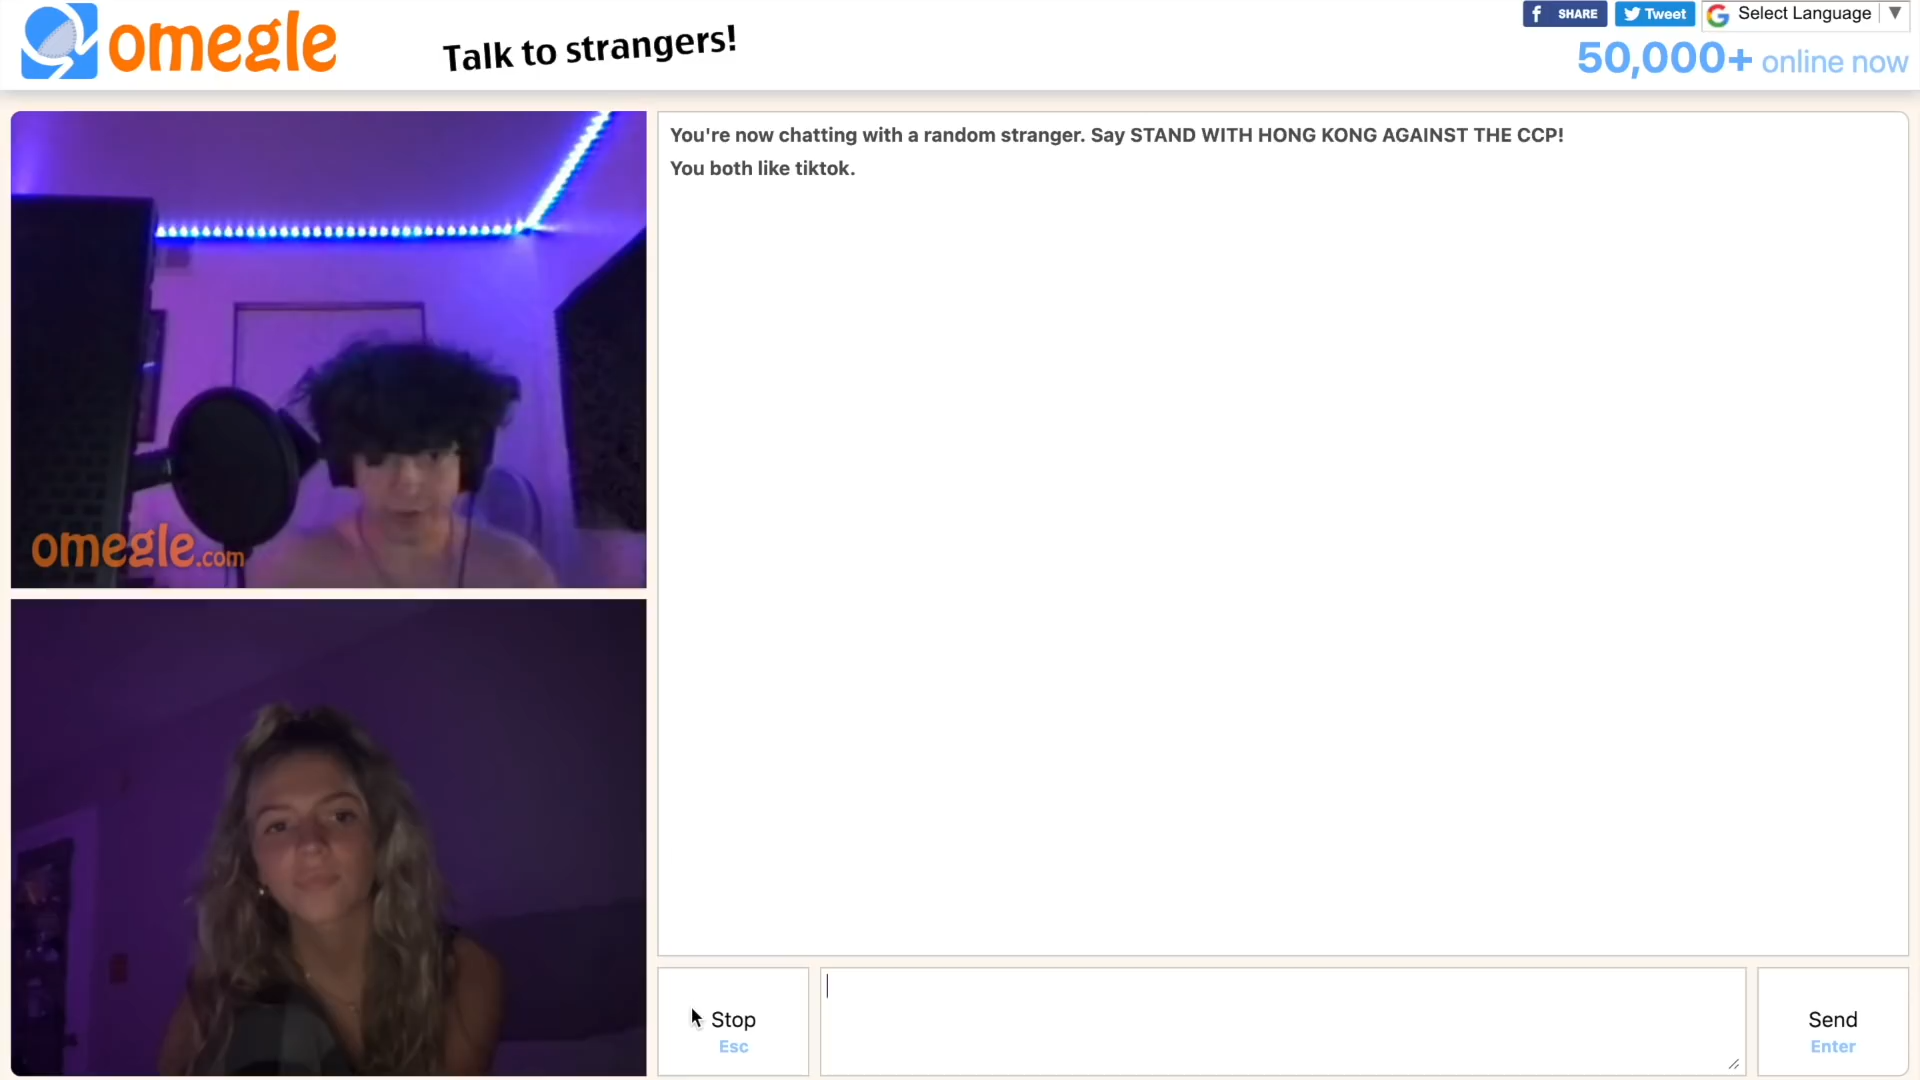 omegle
Talk to strangers!
f SHARE
Tweet
G Select Language ▼
50,000+ online now
You're now chatting with a random stranger. Say STAND WITH HONG KONG AGAINST THE CCP!
You both like tiktok.
omegle.com
Stop
Esc
Send
Enter